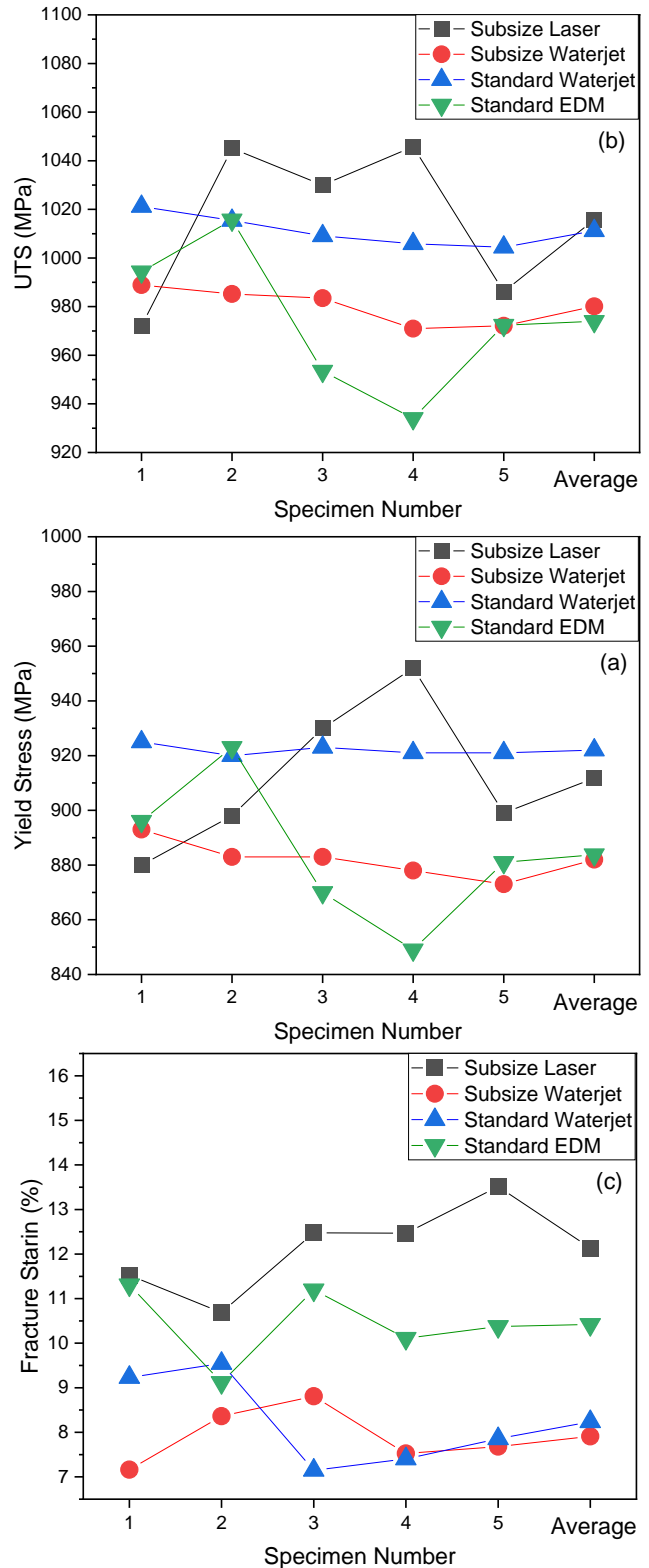 1100
1080
1060
1040
1020
1000
980
960
940
920
UTS (MPa)
Subsize Laser
Subsize Waterjet
Standard Waterjet
Standard EDM
(b)
1
2
3
4
5
Average
Specimen Number
1000
980
960
940
920
900
880
860
840
Yield Stress (MPa)
Subsize Laser
Subsize Waterjet
Standard Waterjet
Standard EDM
(a)
1
2
3
4
5
Average
Specimen Number
16
15
14
13
12
11
10
9
8
7
Fracture Starin (%)
Subsize Laser
Subsize Waterjet
Standard Waterjet
Standard EDM
(c)
1
2
3
4
5
Average
Specimen Number